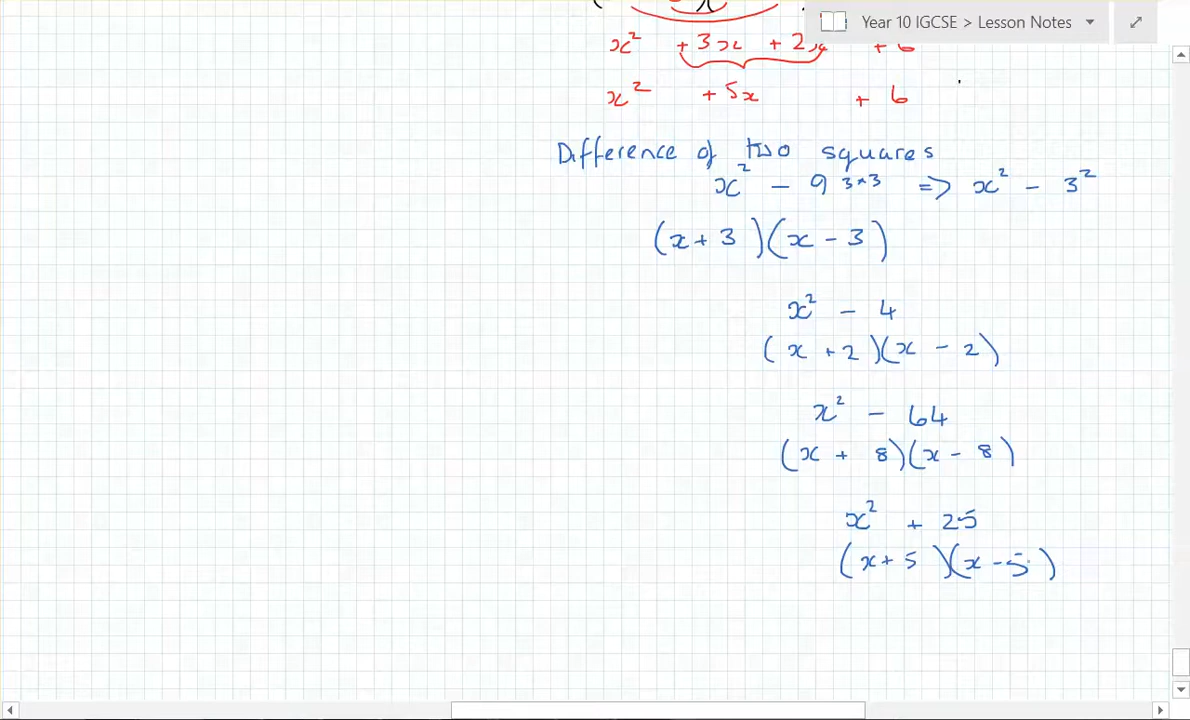 Year 10 IGCSE > Lesson Notes
x² + 3x + 2x + 6
x² + 5x + 6
Difference of two squares
x² - 9 3*3 => x² - 3²
(x + 3)(x - 3)
x² - 4
(x + 2)(x - 2)
x² - 64
(x + 8)(x - 8)
x² + 25
(x + 5)(x - 5)